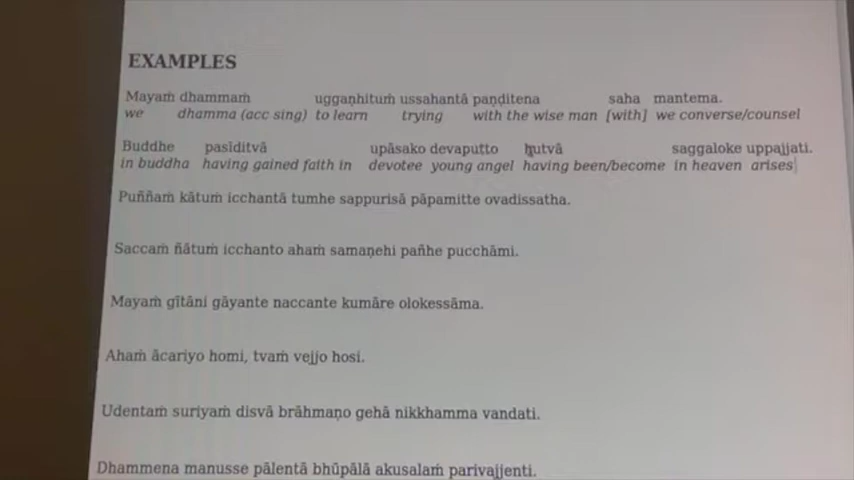 EXAMPLES
Mayaṁ dhammaṁ uggaṇhituṁ ussahantā paṇḍitena saha mantema.
we dhamma (acc sing) to learn trying with the wise man [with] we converse/counsel
Buddhe pasīditvā upāsako devaputto hutvā saggaloke uppajjati.
in buddha having gained faith in devotee young angel having been/become in heaven arises
Puññaṁ kātuṁ icchantā tumhe sappurisā pāpamitte ovadissatha.
Saccaṁ ñātuṁ icchanto ahaṁ samaṇehi pañhe pucchāmi.
Mayaṁ gītāni gāyante naccante kumāre olokessāma.
Ahaṁ ācariyo homi, tvaṁ vejjo hosi.
Udentaṁ suriyaṁ disvā brāhmaṇo gehā nikkhamma vandati.
Dhammena manusse pālentā bhūpālā akusalaṁ parivajjenti.